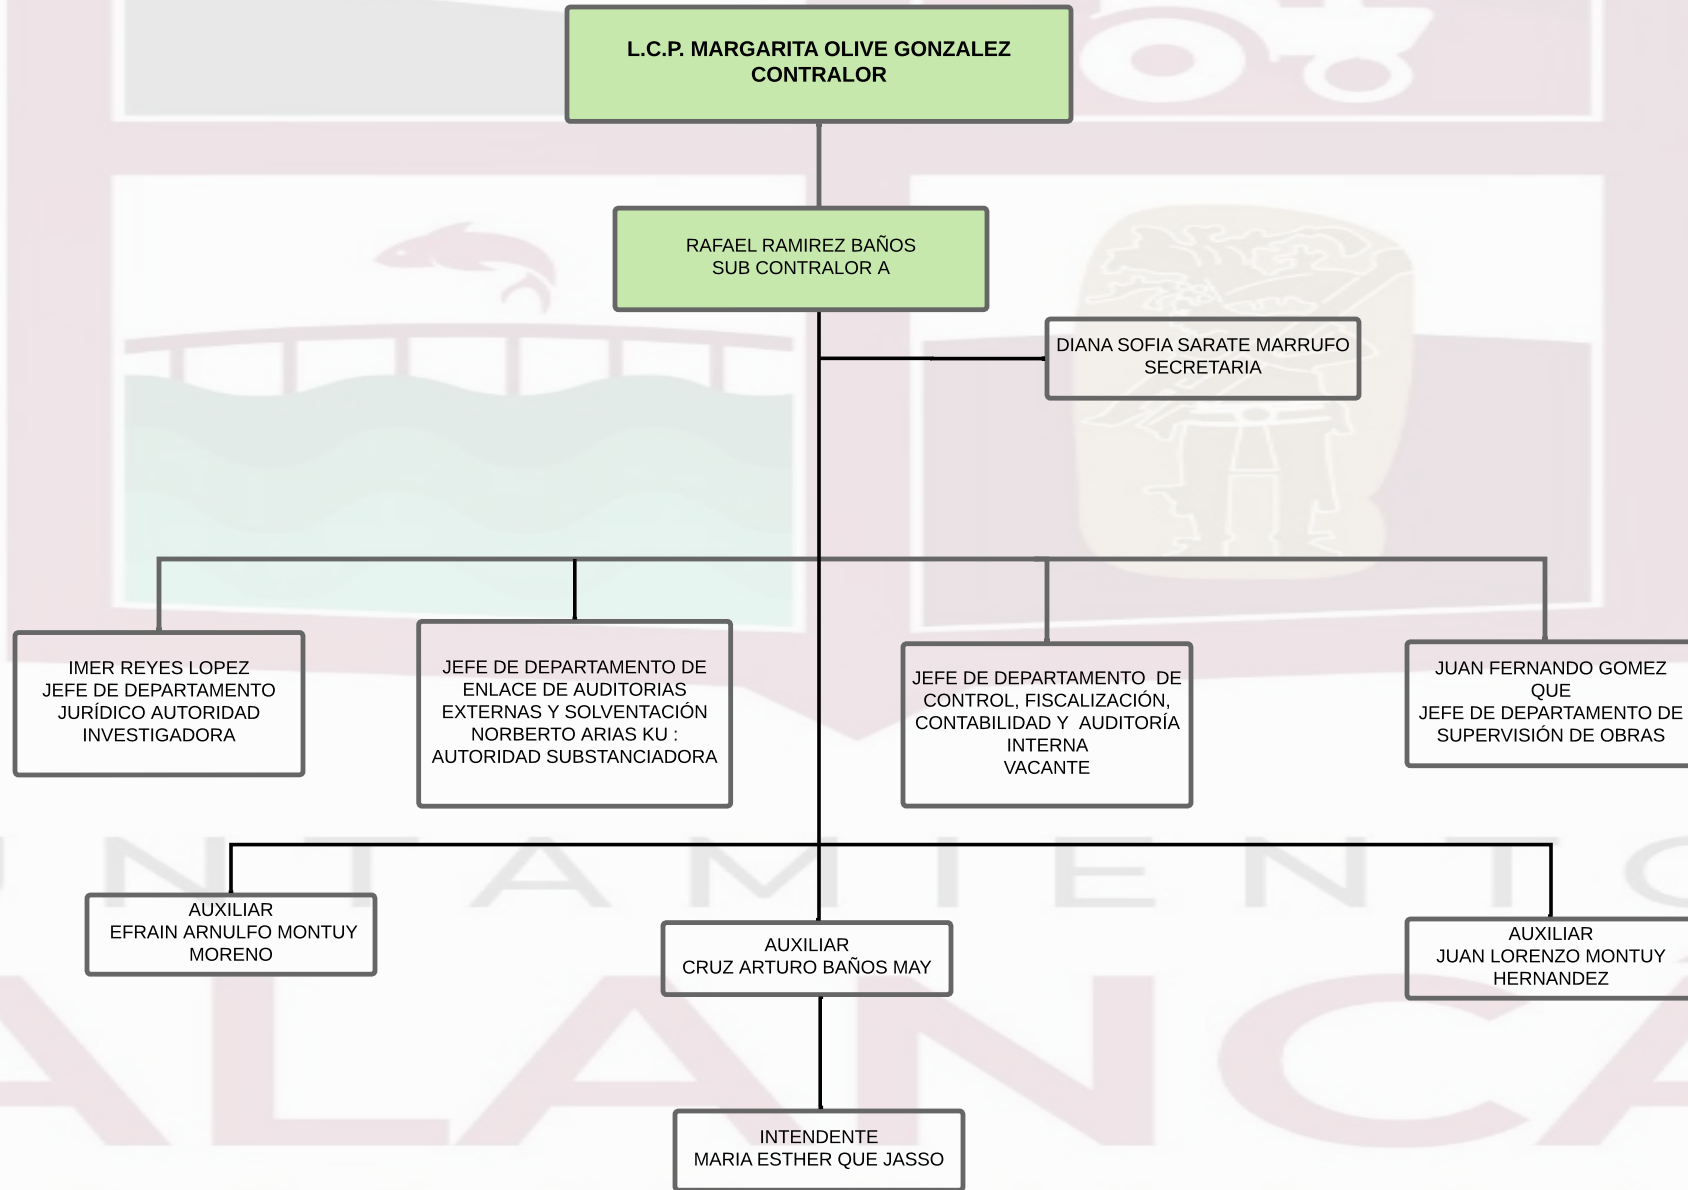 L.C.P. MARGARITA OLIVE GONZALEZ
CONTRALOR
RAFAEL RAMIREZ BAÑOS
SUB CONTRALOR A
DIANA SOFIA SARATE MARRUFO
SECRETARIA
IMER REYES LOPEZ
JEFE DE DEPARTAMENTO
JURÍDICO AUTORIDAD
INVESTIGADORA
JEFE DE DEPARTAMENTO DE
ENLACE DE AUDITORIAS
EXTERNAS Y SOLVENTACIÓN
NORBERTO ARIAS KU :
AUTORIDAD SUBSTANCIADORA
JEFE DE DEPARTAMENTO  DE
CONTROL, FISCALIZACIÓN,
CONTABILIDAD Y  AUDITORÍA
INTERNA
VACANTE
JUAN FERNANDO GOMEZ
QUE
JEFE DE DEPARTAMENTO DE
SUPERVISIÓN DE OBRAS
AUXILIAR
EFRAIN ARNULFO MONTUY
MORENO
AUXILIAR
CRUZ ARTURO BAÑOS MAY
AUXILIAR
JUAN LORENZO MONTUY
HERNANDEZ
INTENDENTE
MARIA ESTHER QUE JASSO